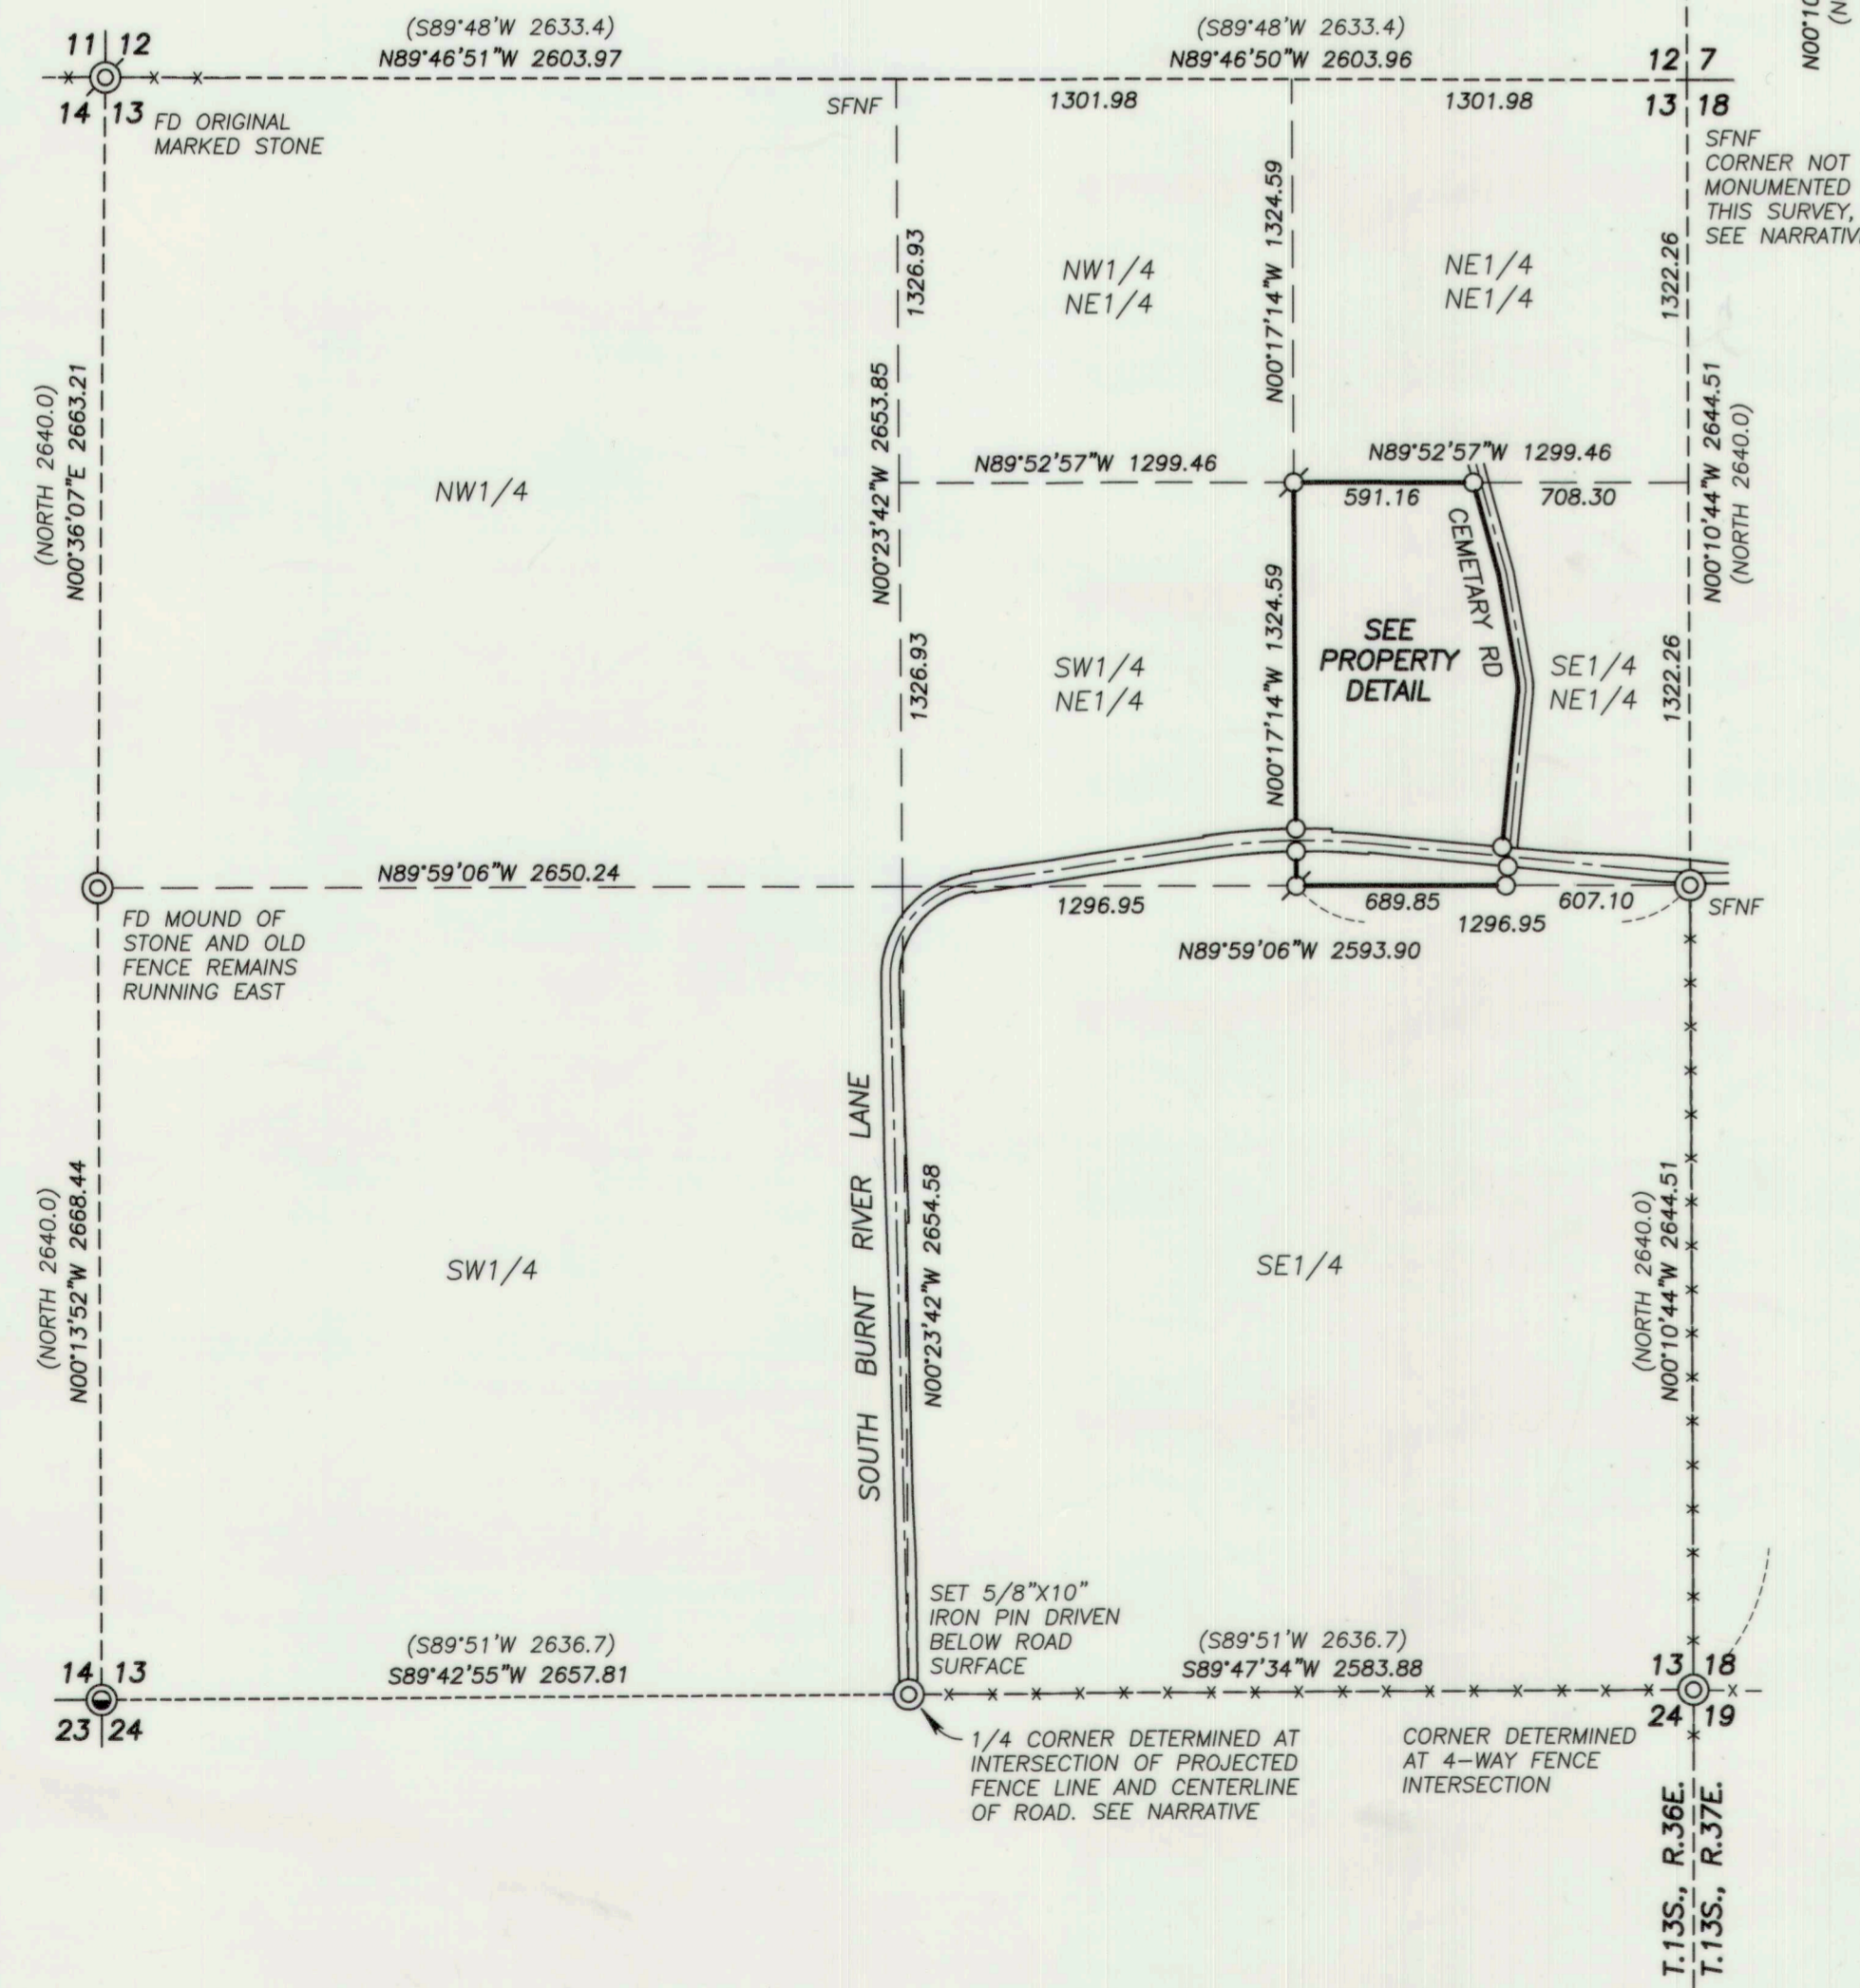 (S89°48'W 2633.4)
N89°46'51"W 2603.97
(S89°48'W 2633.4)
N89°46'50"W 2603.96
11 12
14 13
12 7
13 18
N00°10
(N
FD ORIGINAL
MARKED STONE
SFNF
1301.98
1301.98
SFNF
CORNER NOT
MONUMENTED
THIS SURVEY,
SEE NARRATIV
1326.93
N00°17'14"W 1324.59
1322.26
NW1/4
NE1/4
NE1/4
NE1/4
(NORTH 2640.0)
N00°36'07"E 2663.21
N00°23'42"W 2653.85
N00°10'44"W 2644.51
(NORTH 2640.0)
NW1/4
N89°52'57"W 1299.46
N89°52'57"W 1299.46
591.16
708.30
CEMETARY RD
N00°17'14"W 1324.59
1326.93
1322.26
SW1/4
NE1/4
SEE
PROPERTY
DETAIL
SE1/4
NE1/4
N89°59'06"W 2650.24
1296.95
689.85
607.10
1296.95
SFNF
N89°59'06"W 2593.90
FD MOUND OF
STONE AND OLD
FENCE REMAINS
RUNNING EAST
SOUTH BURNT RIVER LANE
N00°23'42"W 2654.58
(NORTH 2640.0)
N00°13'52"W 2668.44
(NORTH 2640.0)
N00°10'44"W 2644.51
SW1/4
SE1/4
SET 5/8"X10"
IRON PIN DRIVEN
BELOW ROAD
SURFACE
(S89°51'W 2636.7)
S89°42'55"W 2657.81
(S89°51'W 2636.7)
S89°47'34"W 2583.88
14 13
23 24
13 18
24 19
1/4 CORNER DETERMINED AT
INTERSECTION OF PROJECTED
FENCE LINE AND CENTERLINE
OF ROAD. SEE NARRATIVE
CORNER DETERMINED
AT 4-WAY FENCE
INTERSECTION
T.13S., R.36E.
T.13S., R.37E.